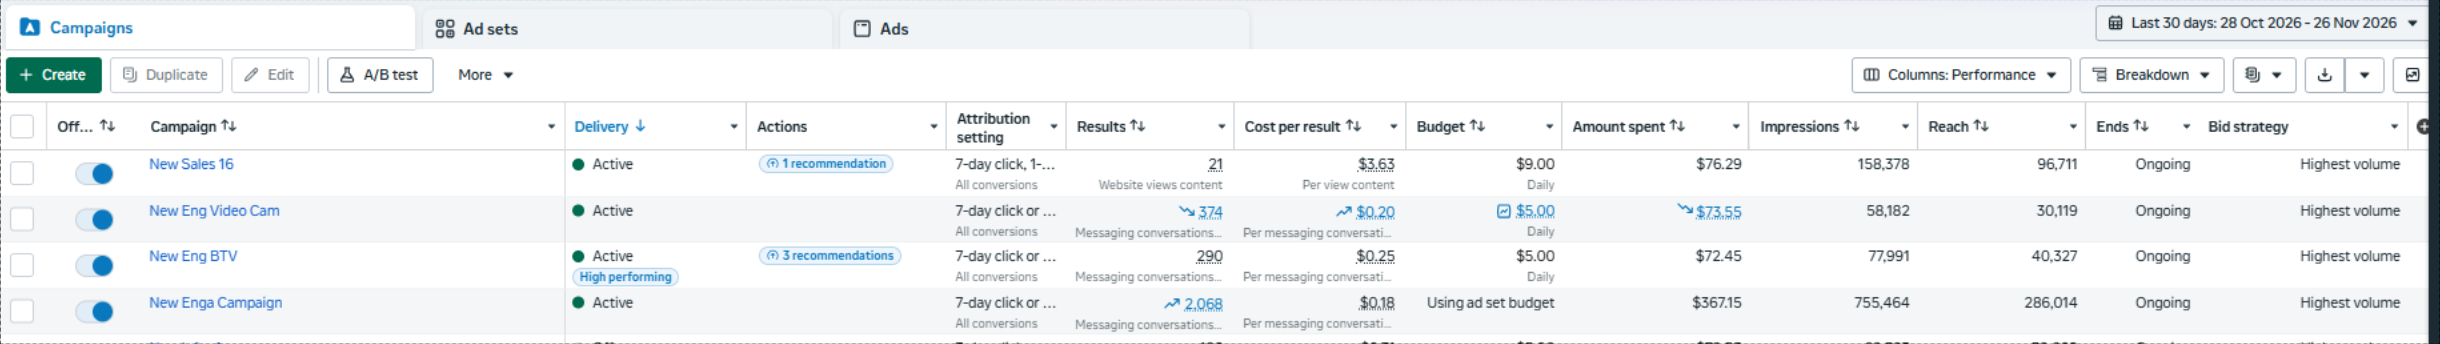 Campaigns Ad sets Ads Last 30 days: 28 Oct 2026 - 26 Nov 2026
+ Create Duplicate Edit A/B test More Columns: Performance Breakdown
Off... Campaign Delivery Actions Attribution setting Results Cost per result Budget Amount spent Impressions Reach Ends Bid strategy
New Sales 16 Active 1 recommendation 7-day click, 1-... 21 $3.63 $9.00 $76.29 158,378 96,711 Ongoing Highest volume
All conversions Website views content Per view content Daily
New Eng Video Cam Active 7-day click or ... 374 $0.20 $5.00 $73.55 58,182 30,119 Ongoing Highest volume
All conversions Messaging conversations... Per messaging conversati... Daily
New Eng BTV Active 3 recommendations 7-day click or ... 290 $0.25 $5.00 $72.45 77,991 40,327 Ongoing Highest volume
High performing All conversions Messaging conversations... Per messaging conversati... Daily
New Enga Campaign Active 7-day click or ... 2,068 $0.18 Using ad set budget $367.15 755,464 286,014 Ongoing Highest volume
All conversions Messaging conversations... Per messaging conversati...